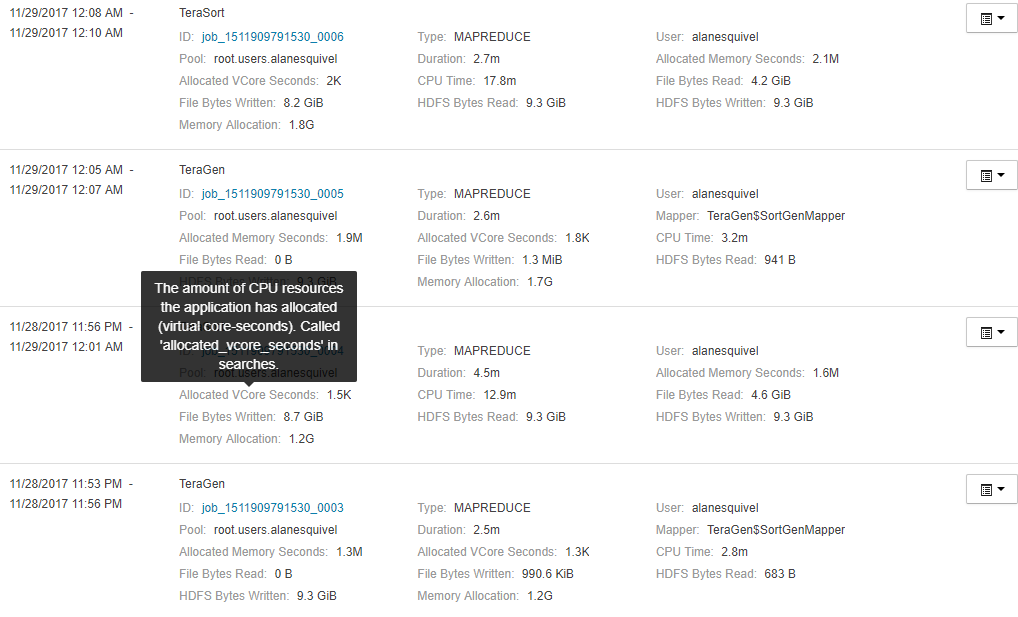 11/29/2017 12:08 AM -
11/29/2017 12:10 AM
TeraSort
ID: job_1511909791530_0006 Type: MAPREDUCE User: alanesquivel
Pool: root.users.alanesquivel Duration: 2.7m Allocated Memory Seconds: 2.1M
Allocated VCore Seconds: 2K CPU Time: 17.8m File Bytes Read: 4.2 GiB
File Bytes Written: 8.2 GiB HDFS Bytes Read: 9.3 GiB HDFS Bytes Written: 9.3 GiB
Memory Allocation: 1.8G
11/29/2017 12:05 AM -
11/29/2017 12:07 AM
TeraGen
ID: job_1511909791530_0005 Type: MAPREDUCE User: alanesquivel
Pool: root.users.alanesquivel Duration: 2.6m Mapper: TeraGen$SortGenMapper
Allocated Memory Seconds: 1.9M Allocated VCore Seconds: 1.8K CPU Time: 3.2m
File Bytes Read: 0 B File Bytes Written: 1.3 MiB HDFS Bytes Read: 941 B
HDFS Bytes Written: 9.3 GiB Memory Allocation: 1.7G
The amount of CPU resources
the application has allocated
(virtual core-seconds). Called
'allocated_vcore_seconds' in
searches.
11/28/2017 11:56 PM -
11/29/2017 12:01 AM
ID: job_1511909791530_0004 Type: MAPREDUCE User: alanesquivel
Pool: root.users.alanesquivel Duration: 4.5m Allocated Memory Seconds: 1.6M
Allocated VCore Seconds: 1.5K CPU Time: 12.9m File Bytes Read: 4.6 GiB
File Bytes Written: 8.7 GiB HDFS Bytes Read: 9.3 GiB HDFS Bytes Written: 9.3 GiB
Memory Allocation: 1.2G
11/28/2017 11:53 PM -
11/28/2017 11:56 PM
TeraGen
ID: job_1511909791530_0003 Type: MAPREDUCE User: alanesquivel
Pool: root.users.alanesquivel Duration: 2.5m Mapper: TeraGen$SortGenMapper
Allocated Memory Seconds: 1.3M Allocated VCore Seconds: 1.3K CPU Time: 2.8m
File Bytes Read: 0 B File Bytes Written: 990.6 KiB HDFS Bytes Read: 683 B
HDFS Bytes Written: 9.3 GiB Memory Allocation: 1.2G